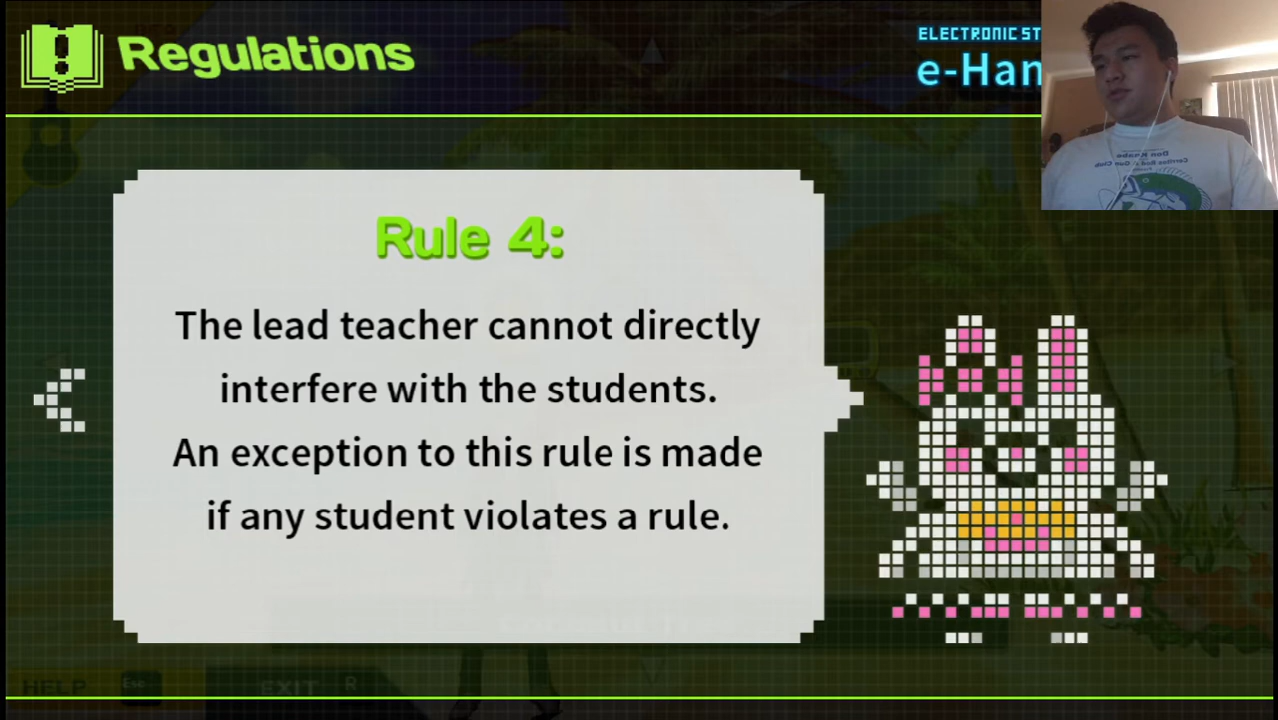 Regulations
ELECTRONIC ST
e-Han
Rule 4:
The lead teacher cannot directly
interfere with the students.
An exception to this rule is made
if any student violates a rule.
HELP Esc EXIT R